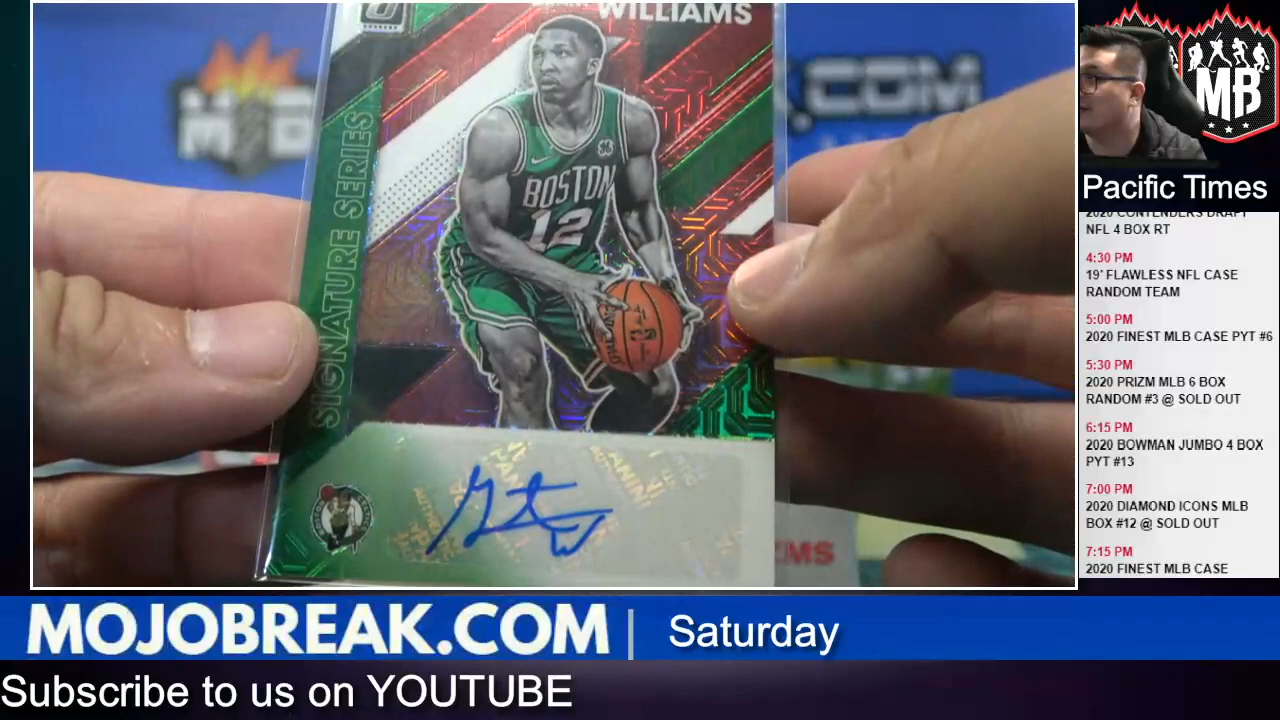 WILLIAMS
SIGNATURE SERIES
BOSTON
12
.COM
MB
Pacific Times
2020 CONTENDERS DRAFT
NFL 4 BOX RT
4:30 PM
19' FLAWLESS NFL CASE
RANDOM TEAM
5:00 PM
2020 FINEST MLB CASE PYT #6
5:30 PM
2020 PRIZM MLB 6 BOX
RANDOM #3 @ SOLD OUT
6:15 PM
2020 BOWMAN JUMBO 4 BOX
PYT #13
7:00 PM
2020 DIAMOND ICONS MLB
BOX #12 @ SOLD OUT
7:15 PM
2020 FINEST MLB CASE
MOJOBREAK.COM | Saturday
Subscribe to us on YOUTUBE